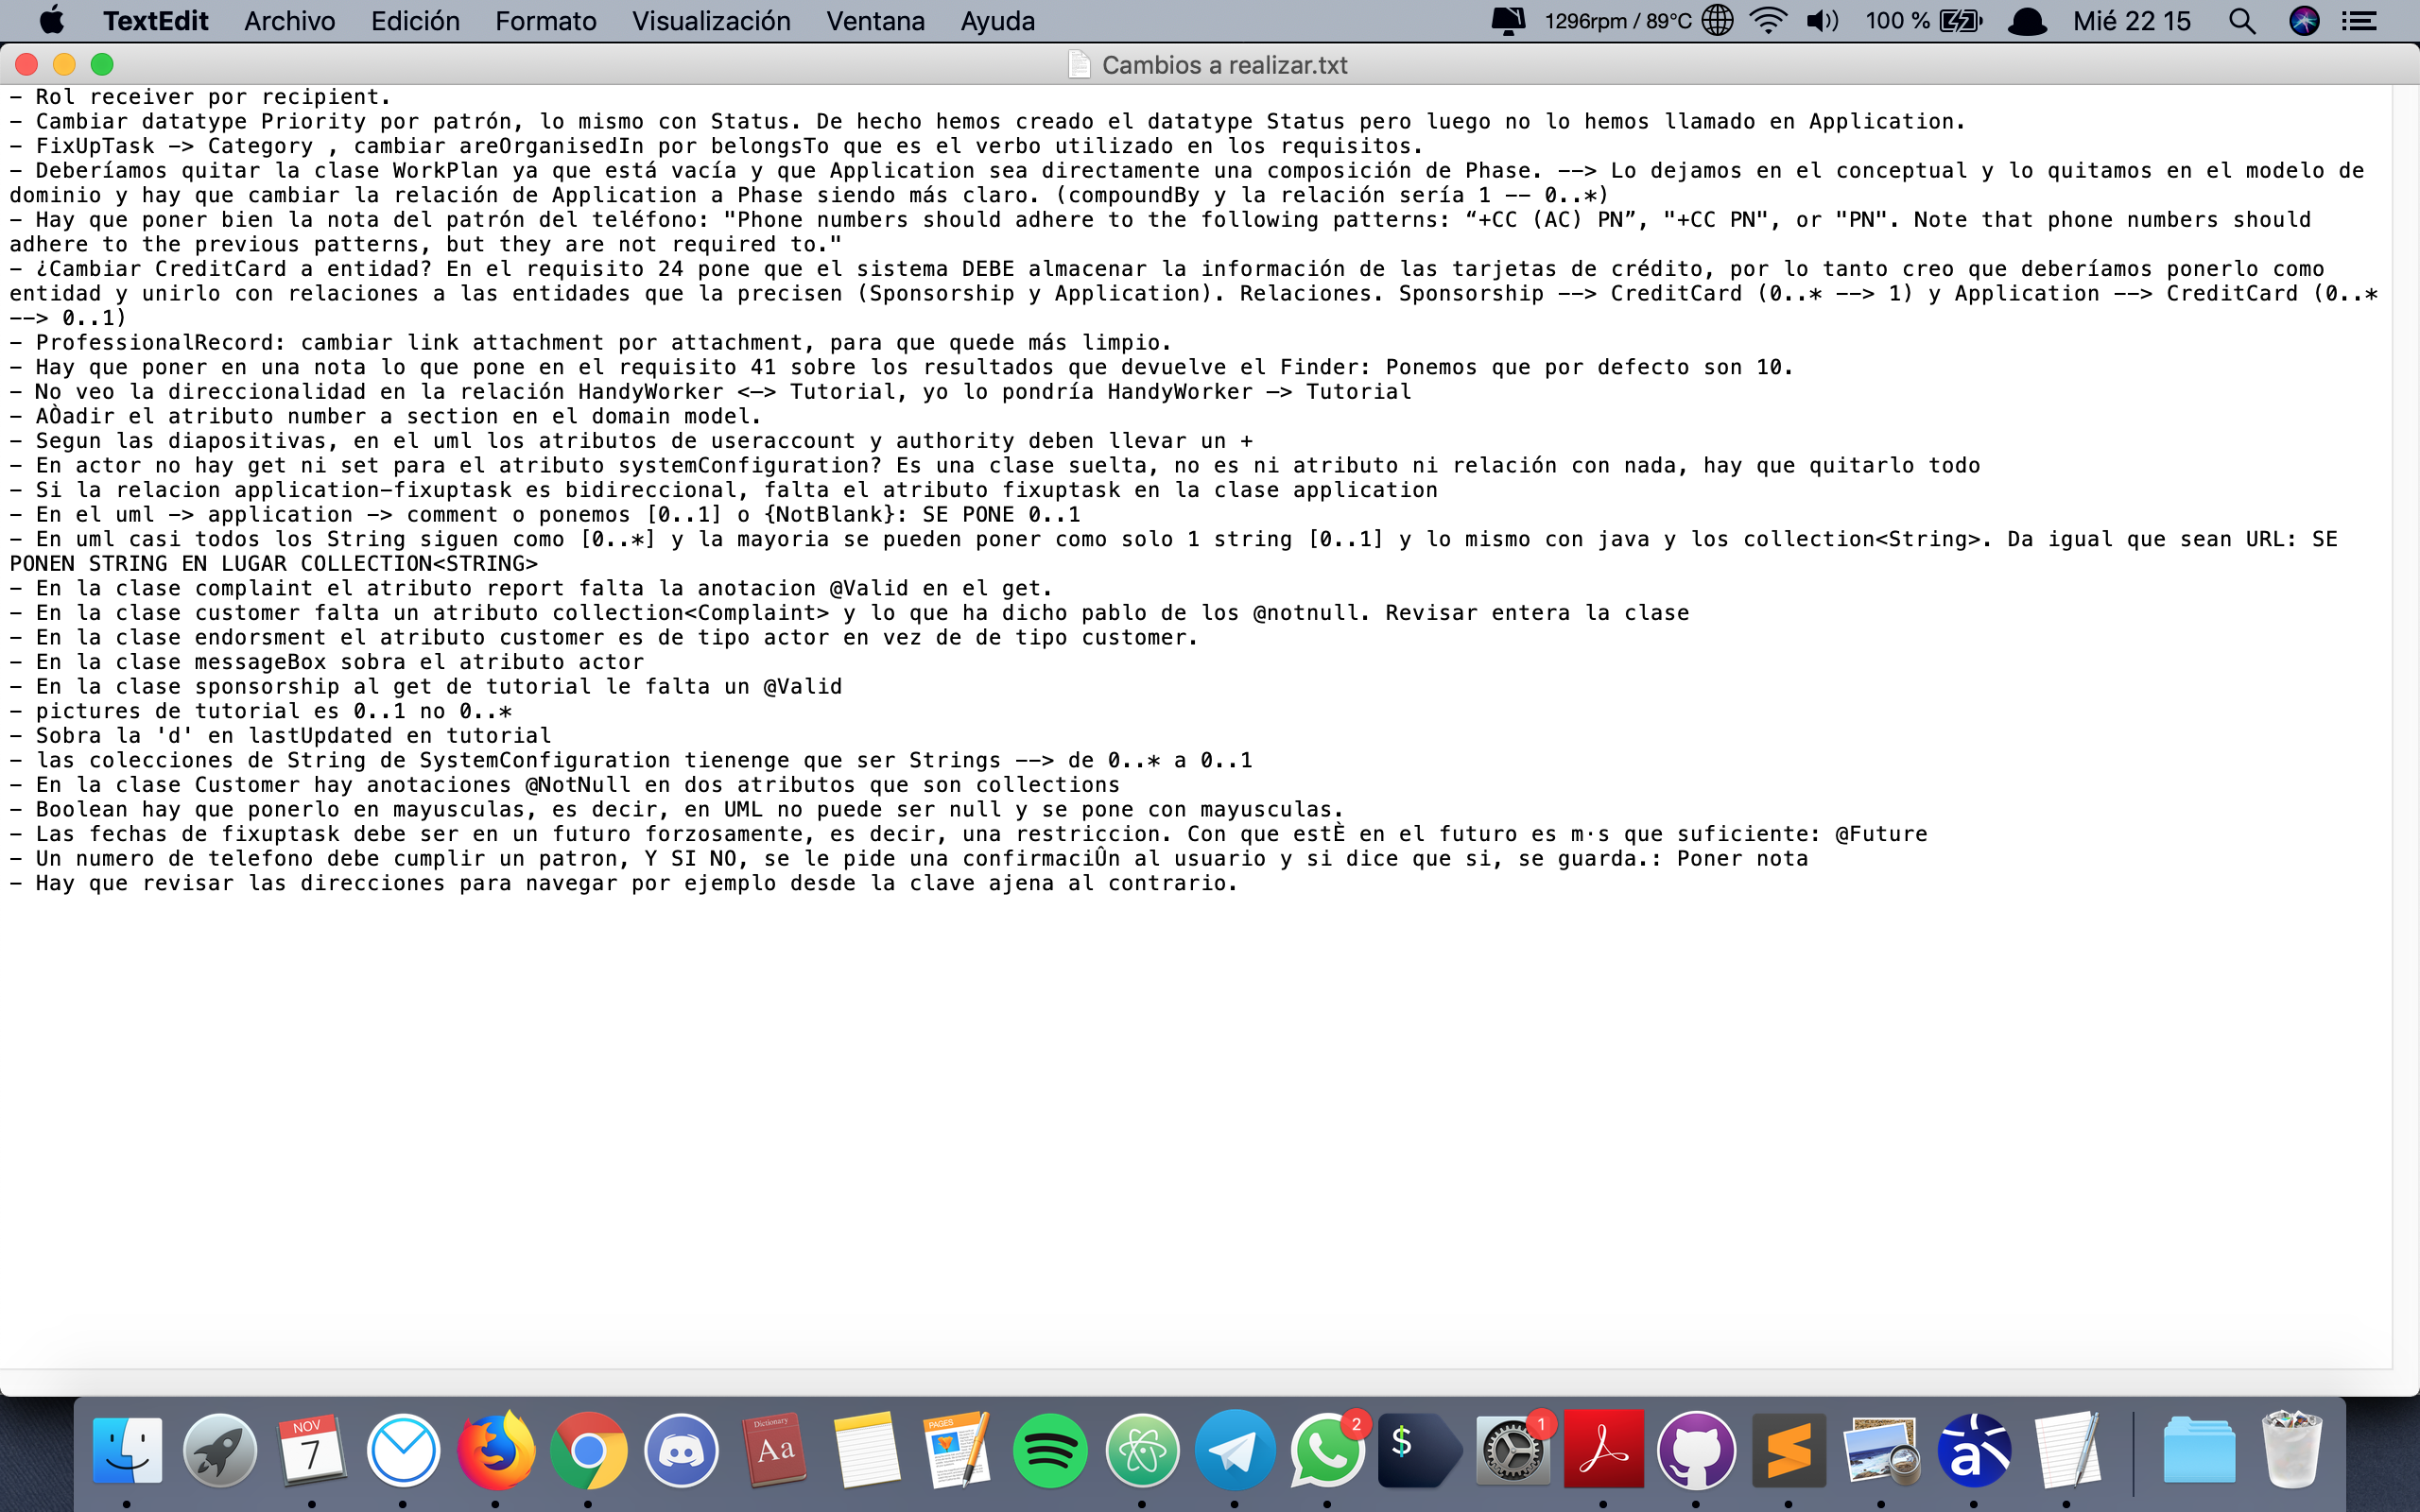 TextEdit Archivo Edición Formato Visualización Ventana Ayuda 1296rpm / 89°C 100 % Mié 22 15
Cambios a realizar.txt
- Rol receiver por recipient.
- Cambiar datatype Priority por patrón, lo mismo con Status. De hecho hemos creado el datatype Status pero luego no lo hemos llamado en Application.
- FixUpTask -> Category , cambiar areOrganisedIn por belongsTo que es el verbo utilizado en los requisitos.
- Deberíamos quitar la clase WorkPlan ya que está vacía y que Application sea directamente una composición de Phase. --> Lo dejamos en el conceptual y lo quitamos en el modelo de
dominio y hay que cambiar la relación de Application a Phase siendo más claro. (compoundBy y la relación sería 1 -- 0..*)
- Hay que poner bien la nota del patrón del teléfono: "Phone numbers should adhere to the following patterns: “+CC (AC) PN”, "+CC PN", or "PN". Note that phone numbers should
adhere to the previous patterns, but they are not required to."
- ¿Cambiar CreditCard a entidad? En el requisito 24 pone que el sistema DEBE almacenar la información de las tarjetas de crédito, por lo tanto creo que deberíamos ponerlo como
entidad y unirlo con relaciones a las entidades que la precisen (Sponsorship y Application). Relaciones. Sponsorship --> CreditCard (0..* --> 1) y Application --> CreditCard (0..*
--> 0..1)
- ProfessionalRecord: cambiar link attachment por attachment, para que quede más limpio.
- Hay que poner en una nota lo que pone en el requisito 41 sobre los resultados que devuelve el Finder: Ponemos que por defecto son 10.
- No veo la direccionalidad en la relación HandyWorker <—> Tutorial, yo lo pondría HandyWorker —> Tutorial
- AÒadir el atributo number a section en el domain model.
- Segun las diapositivas, en el uml los atributos de useraccount y authority deben llevar un +
- En actor no hay get ni set para el atributo systemConfiguration? Es una clase suelta, no es ni atributo ni relación con nada, hay que quitarlo todo
- Si la relacion application-fixuptask es bidireccional, falta el atributo fixuptask en la clase application
- En el uml -> application -> comment o ponemos [0..1] o {NotBlank}: SE PONE 0..1
- En uml casi todos los String siguen como [0..*] y la mayoria se pueden poner como solo 1 string [0..1] y lo mismo con java y los collection<String>. Da igual que sean URL: SE
PONEN STRING EN LUGAR COLLECTION<STRING>
- En la clase complaint el atributo report falta la anotacion @Valid en el get.
- En la clase customer falta un atributo collection<Complaint> y lo que ha dicho pablo de los @notnull. Revisar entera la clase
- En la clase endorsment el atributo customer es de tipo actor en vez de de tipo customer.
- En la clase messageBox sobra el atributo actor
- En la clase sponsorship al get de tutorial le falta un @Valid
- pictures de tutorial es 0..1 no 0..*
- Sobra la 'd' en lastUpdated en tutorial
- las colecciones de String de SystemConfiguration tienenge que ser Strings --> de 0..* a 0..1
- En la clase Customer hay anotaciones @NotNull en dos atributos que son collections
- Boolean hay que ponerlo en mayusculas, es decir, en UML no puede ser null y se pone con mayusculas.
- Las fechas de fixuptask debe ser en un futuro forzosamente, es decir, una restriccion. Con que estÈ en el futuro es m·s que suficiente: @Future
- Un numero de telefono debe cumplir un patron, Y SI NO, se le pide una confirmaciÛn al usuario y si dice que si, se guarda.: Poner nota
- Hay que revisar las direcciones para navegar por ejemplo desde la clave ajena al contrario.
NOV
7
Dictionary
Aa
PAGES
2
$
1
a